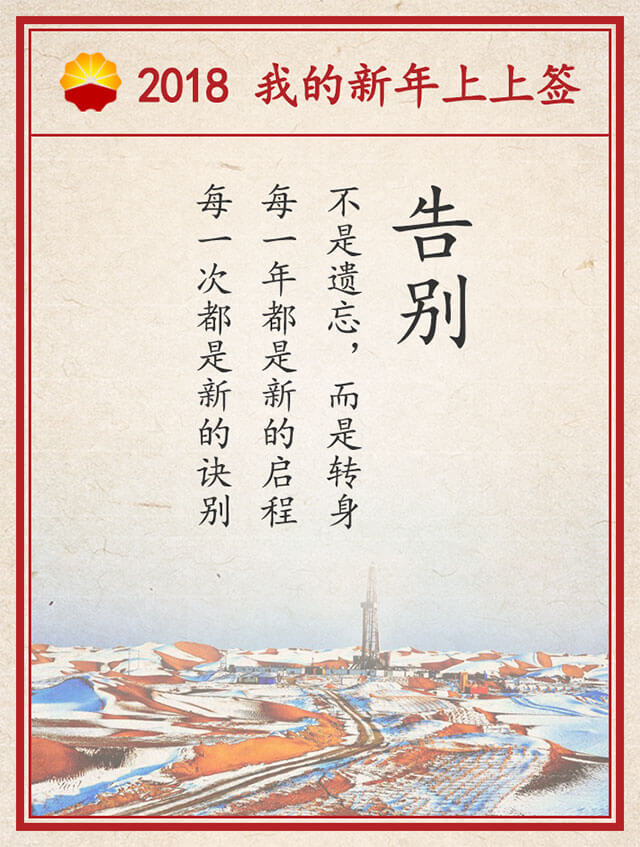 2018 我的新年上上签
告别
不是遗忘，而是转身
每一年都是新的启程
每一次都是新的诀别